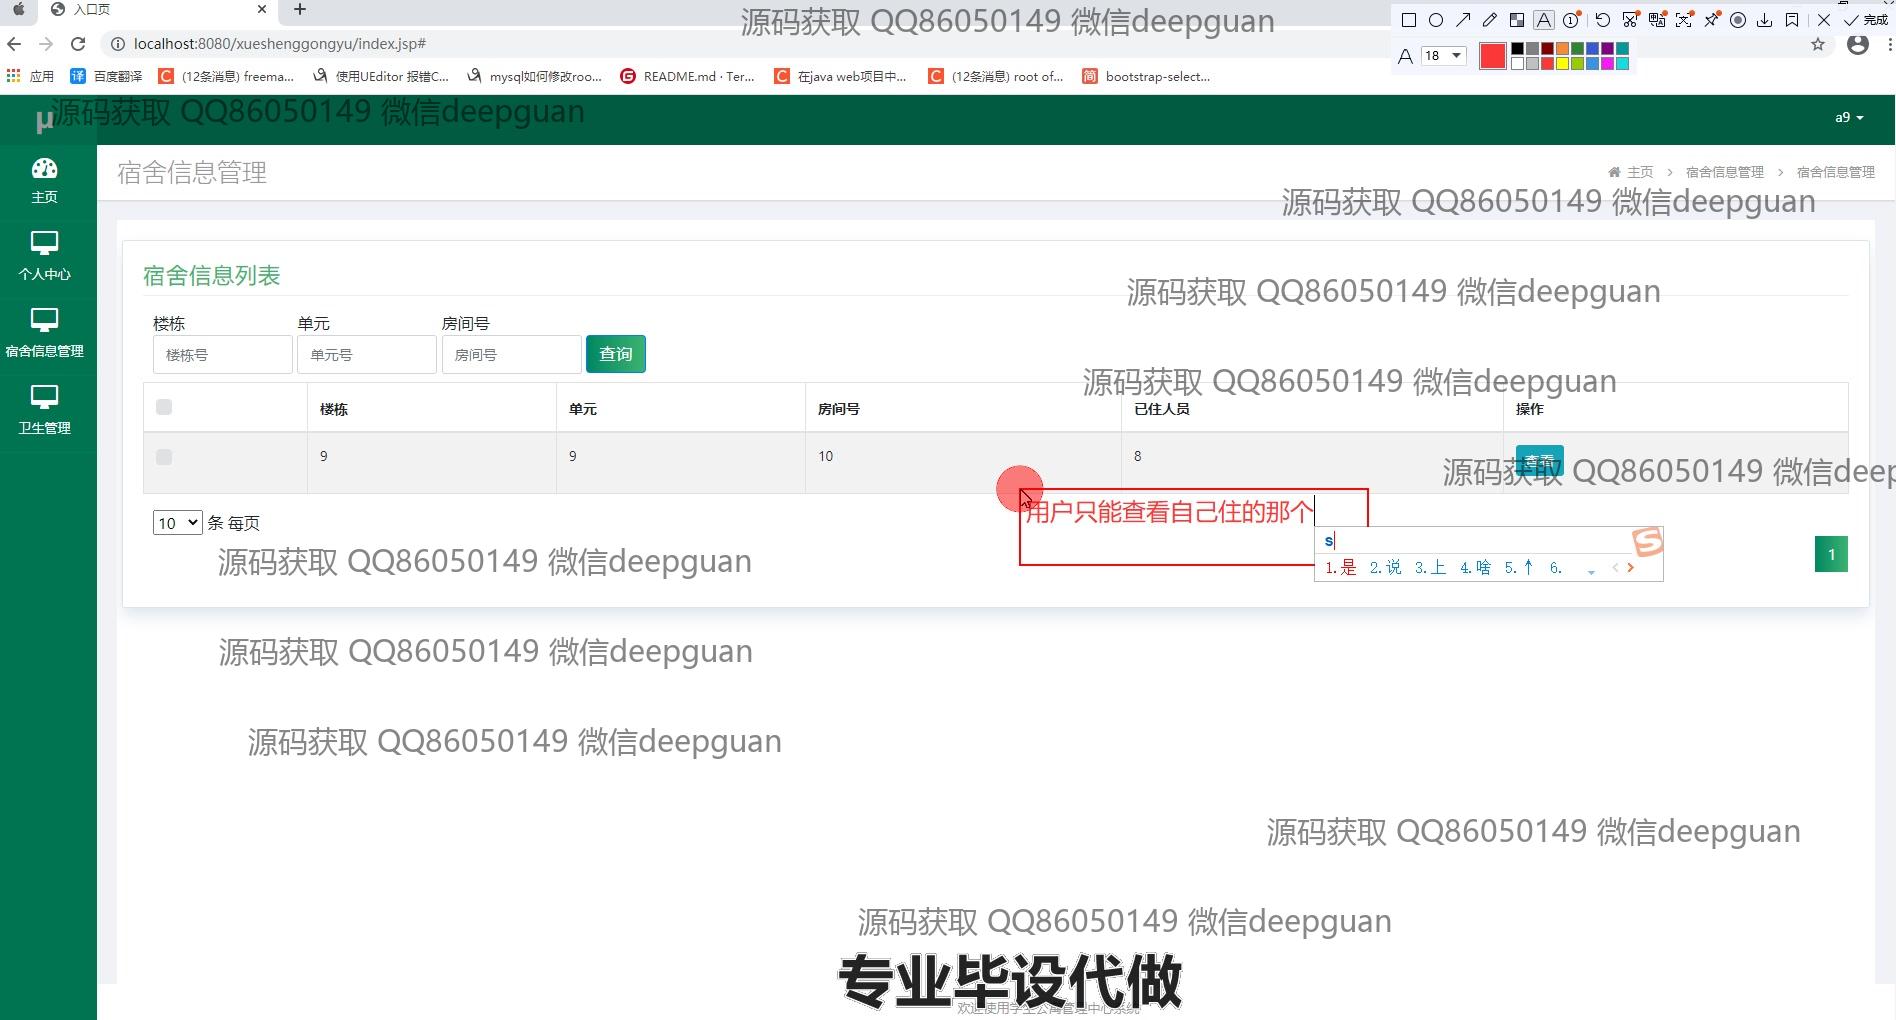 入口页
源码获取 QQ86050149 微信deepguan
完成
localhost:8080/xueshenggongyu/index.jsp#
A 18
应用 百度翻译 (12条消息) freema... 使用UEditor 报错C... mysql如何修改roo... README.md · Ter... 在java web项目中... (12条消息) root of... bootstrap-select...
μ
源码获取 QQ86050149 微信deepguan
a9
主页
宿舍信息管理
主页 > 宿舍信息管理 > 宿舍信息管理
源码获取 QQ86050149 微信deepguan
个人中心
宿舍信息列表
源码获取 QQ86050149 微信deepguan
楼栋 单元 房间号
宿舍信息管理
楼栋号 单元号 房间号 查询
源码获取 QQ86050149 微信deepguan
楼栋 单元 房间号 已住人员 操作
卫生管理
9 9 10 8 查看
源码获取 QQ86050149 微信deep
用户只能查看自己住的那个
10 条 每页
s
1.是 2.说 3.上 4.啥 5.↑ 6.
1
源码获取 QQ86050149 微信deepguan
源码获取 QQ86050149 微信deepguan
源码获取 QQ86050149 微信deepguan
源码获取 QQ86050149 微信deepguan
源码获取 QQ86050149 微信deepguan
专业毕设代做
欢迎使用学生公寓管理中心系统